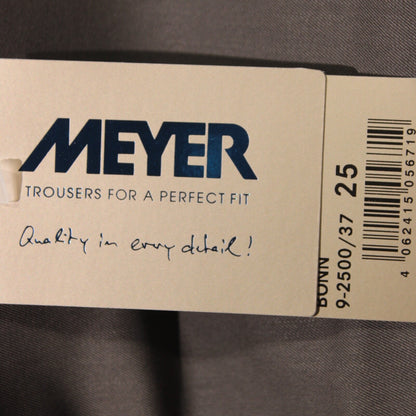 MEYER
TROUSERS FOR A PERFECT FIT
Quality in every detail!
BONN
9-2500/37 25
4 062415 056719